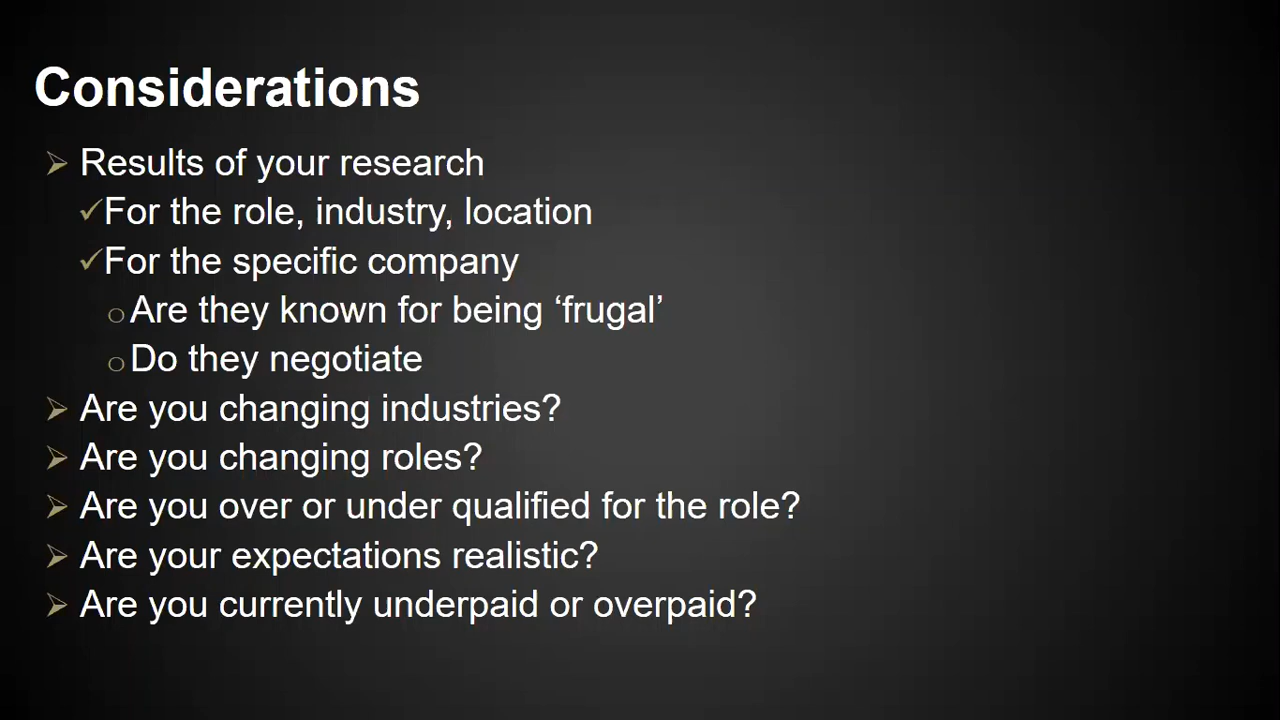 Considerations
Results of your research
For the role, industry, location
For the specific company
Are they known for being ‘frugal’
Do they negotiate
Are you changing industries?
Are you changing roles?
Are you over or under qualified for the role?
Are your expectations realistic?
Are you currently underpaid or overpaid?